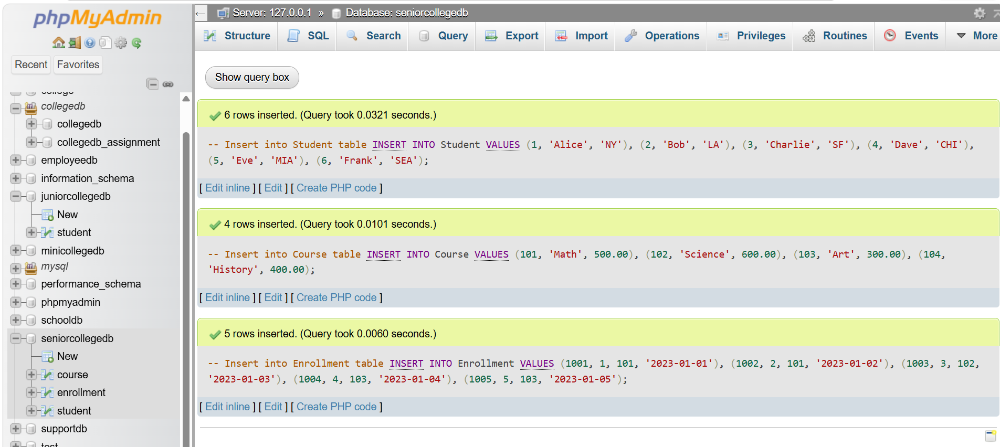 phpMyAdmin
Recent
Favorites
college
collegedb
collegedb
collegedb_assignment
employeedb
information_schema
juniorcollegedb
New
student
minicollegedb
mysql
performance_schema
phpmyadmin
schooldb
seniorcollegedb
New
course
enrollment
student
supportdb
test
Server: 127.0.0.1 » Database: seniorcollegedb
Structure SQL Search Query Export Import Operations Privileges Routines Events More
Show query box
6 rows inserted. (Query took 0.0321 seconds.)
-- Insert into Student table INSERT INTO Student VALUES (1, 'Alice', 'NY'), (2, 'Bob', 'LA'), (3, 'Charlie', 'SF'), (4, 'Dave', 'CHI'),
(5, 'Eve', 'MIA'), (6, 'Frank', 'SEA');
[ Edit inline ] [ Edit ] [ Create PHP code ]
4 rows inserted. (Query took 0.0101 seconds.)
-- Insert into Course table INSERT INTO Course VALUES (101, 'Math', 500.00), (102, 'Science', 600.00), (103, 'Art', 300.00), (104,
'History', 400.00);
[ Edit inline ] [ Edit ] [ Create PHP code ]
5 rows inserted. (Query took 0.0060 seconds.)
-- Insert into Enrollment table INSERT INTO Enrollment VALUES (1001, 1, 101, '2023-01-01'), (1002, 2, 101, '2023-01-02'), (1003, 3, 102,
'2023-01-03'), (1004, 4, 103, '2023-01-04'), (1005, 5, 103, '2023-01-05');
[ Edit inline ] [ Edit ] [ Create PHP code ]